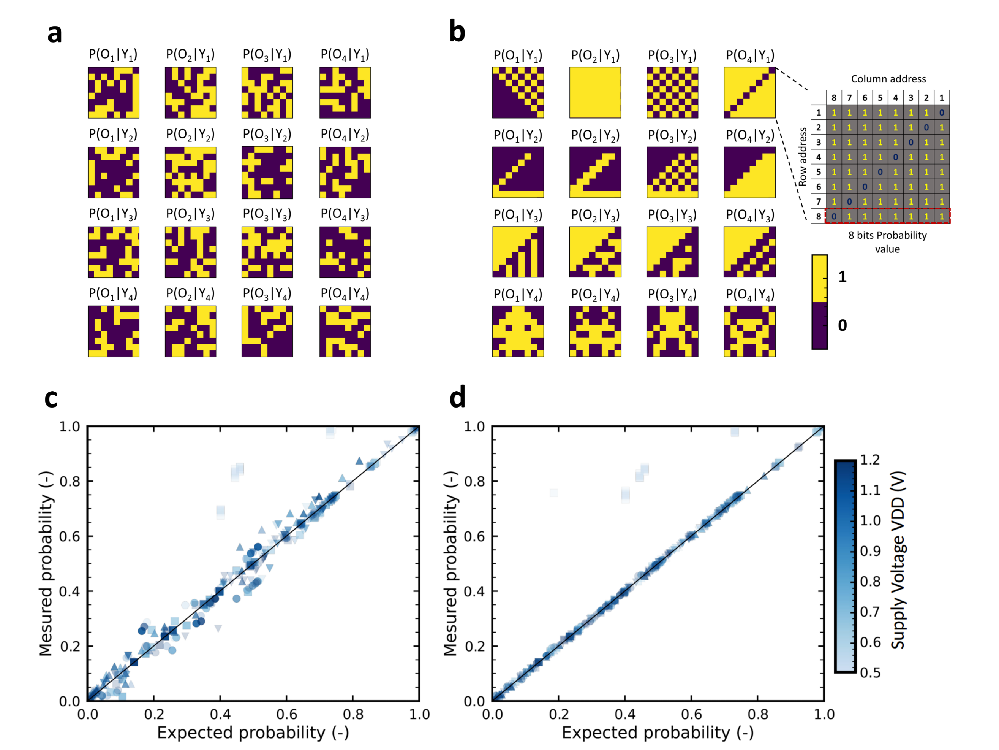 a
P(O1|Y1) P(O2|Y1) P(O3|Y1) P(O4|Y1)
P(O1|Y2) P(O2|Y2) P(O3|Y2) P(O4|Y2)
P(O1|Y3) P(O2|Y3) P(O3|Y3) P(O4|Y3)
P(O1|Y4) P(O2|Y4) P(O3|Y4) P(O4|Y4)
b
P(O1|Y1) P(O2|Y1) P(O3|Y1) P(O4|Y1)
P(O1|Y2) P(O2|Y2) P(O3|Y2) P(O4|Y2)
P(O1|Y3) P(O2|Y3) P(O3|Y3) P(O4|Y3)
P(O1|Y4) P(O2|Y4) P(O3|Y4) P(O4|Y4)
Column address
8 7 6 5 4 3 2 1
Row address
1 1 1 1 1 1 1 1 0
2 1 1 1 1 1 1 0 1
3 1 1 1 1 1 0 1 1
4 1 1 1 1 0 1 1 1
5 1 1 1 0 1 1 1 1
6 1 1 0 1 1 1 1 1
7 1 0 1 1 1 1 1 1
8 0 1 1 1 1 1 1 1
8 bits Probability
value
1
0
c
Mesured probability (-)
1.0
0.8
0.6
0.4
0.2
0.0
0.0 0.2 0.4 0.6 0.8 1.0
Expected probability (-)
d
Mesured probability (-)
1.0
0.8
0.6
0.4
0.2
0.0
0.0 0.2 0.4 0.6 0.8 1.0
Expected probability (-)
1.2
1.1
1.0
0.9
0.8
0.7
0.6
0.5
Supply Voltage VDD (V)